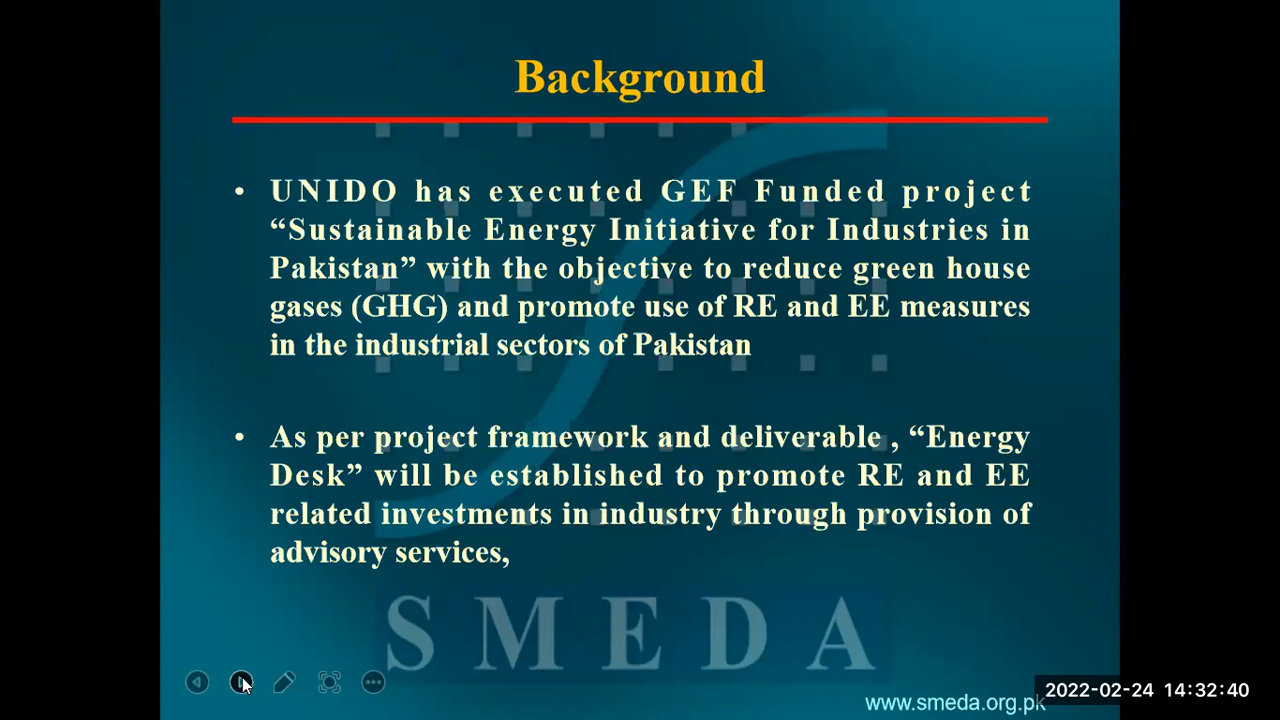 Background
• UNIDO has executed GEF Funded project
“Sustainable Energy Initiative for Industries in
Pakistan” with the objective to reduce green house
gases (GHG) and promote use of RE and EE measures
in the industrial sectors of Pakistan
• As per project framework and deliverable , “Energy
Desk” will be established to promote RE and EE
related investments in industry through provision of
advisory services,
SMEDA
www.smeda.org.pk
2022-02-24 14:32:40